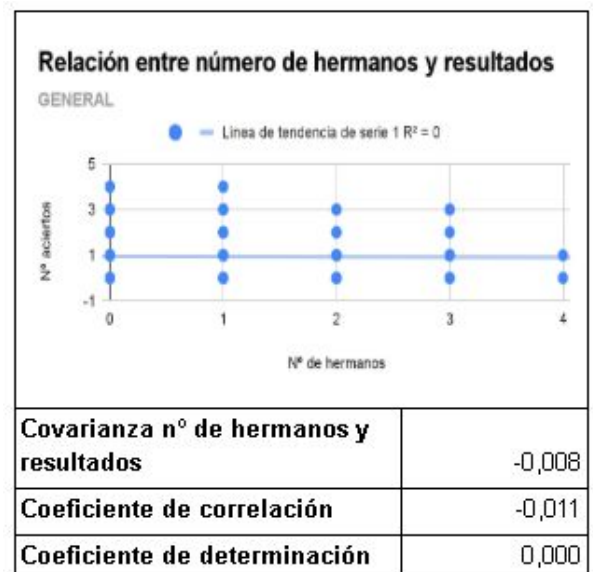 Relación entre número de hermanos y resultados
GENERAL
Linea de tendencia de serie 1 R² = 0
5
3
1
-1
Nº aciertos
0 1 2 3 4
Nº de hermanos
Covarianza nº de hermanos y
resultados -0,008
Coeficiente de correlación -0,011
Coeficiente de determinación 0,000